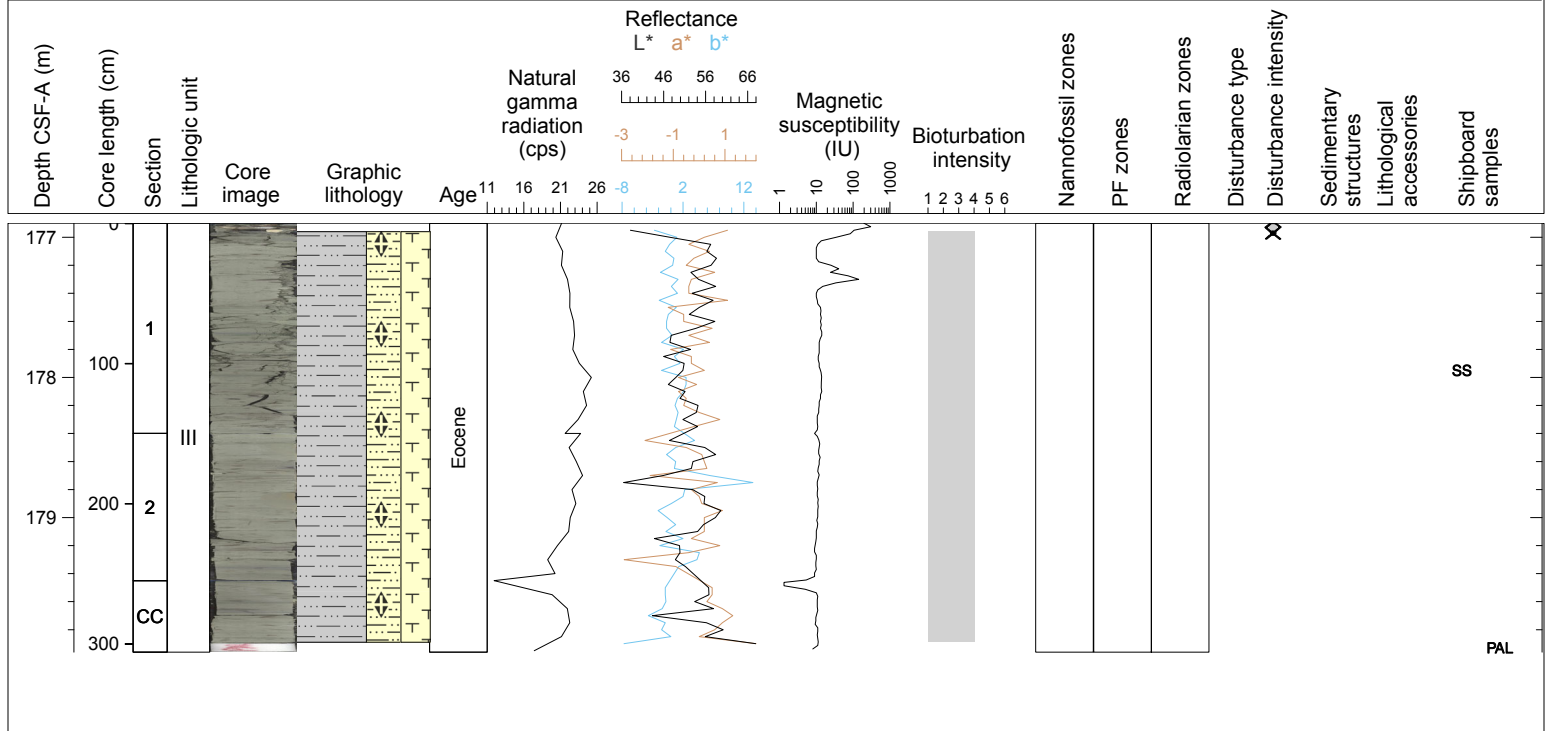 Depth CSF-A (m)
Core length (cm)
Section
Lithologic unit
Core
image
Graphic
lithology
Age
Natural
gamma
radiation
(cps)
11 16 21 26
Reflectance
L* a* b*
36 46 56 66
-3 -1 1
-8 2 12
Magnetic
susceptibility
(IU)
1 10 100 1000
Bioturbation
intensity
1 2 3 4 5 6
Nannofossil zones
PF zones
Radiolarian zones
Disturbance type
Disturbance intensity
Sedimentary
structures
Lithological
accessories
Shipboard
samples
177
178
179
0
100
200
300
1
2
CC
III
Eocene
SS
PAL